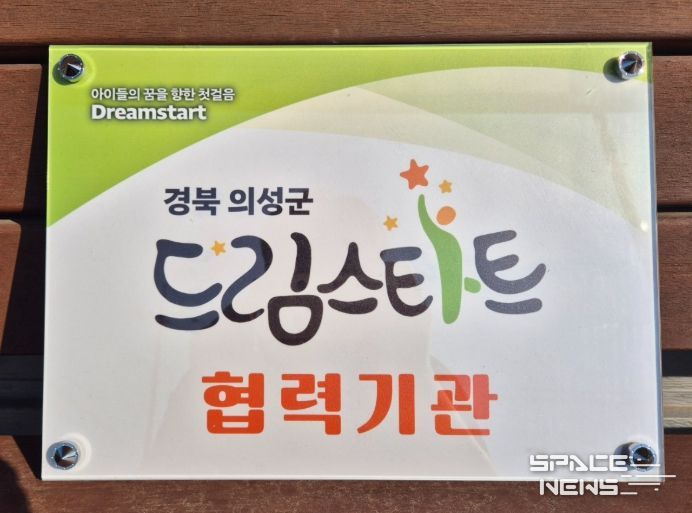 아이들의 꿈을 향한 첫걸음
Dreamstart
경북 의성군
드림스타트
협력기관
SPACE
NEWS